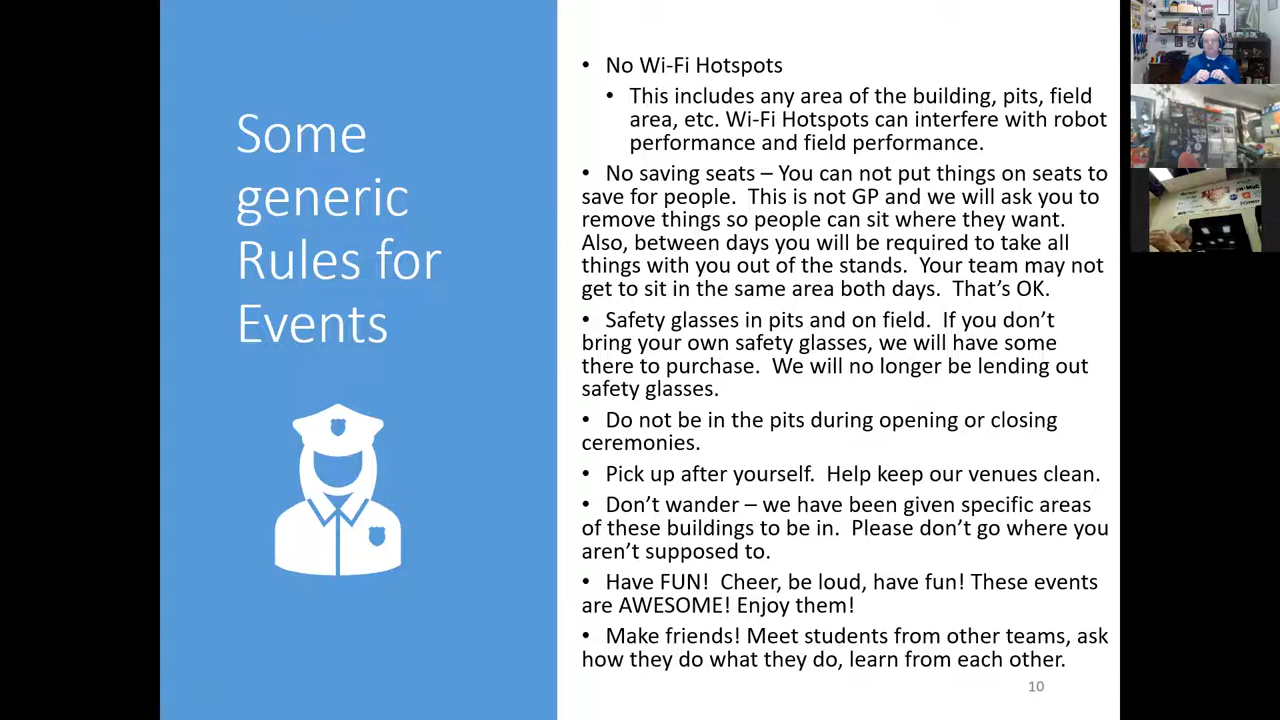 Some
generic
Rules for
Events
• No Wi-Fi Hotspots
• This includes any area of the building, pits, field
area, etc. Wi-Fi Hotspots can interfere with robot
performance and field performance.
• No saving seats – You can not put things on seats to
save for people.  This is not GP and we will ask you to
remove things so people can sit where they want.
Also, between days you will be required to take all
things with you out of the stands.  Your team may not
get to sit in the same area both days.  That’s OK.
• Safety glasses in pits and on field.  If you don’t
bring your own safety glasses, we will have some
there to purchase.  We will no longer be lending out
safety glasses.
• Do not be in the pits during opening or closing
ceremonies.
• Pick up after yourself.  Help keep our venues clean.
• Don’t wander – we have been given specific areas
of these buildings to be in.  Please don’t go where you
aren’t supposed to.
• Have FUN!  Cheer, be loud, have fun! These events
are AWESOME! Enjoy them!
• Make friends! Meet students from other teams, ask
how they do what they do, learn from each other.
10